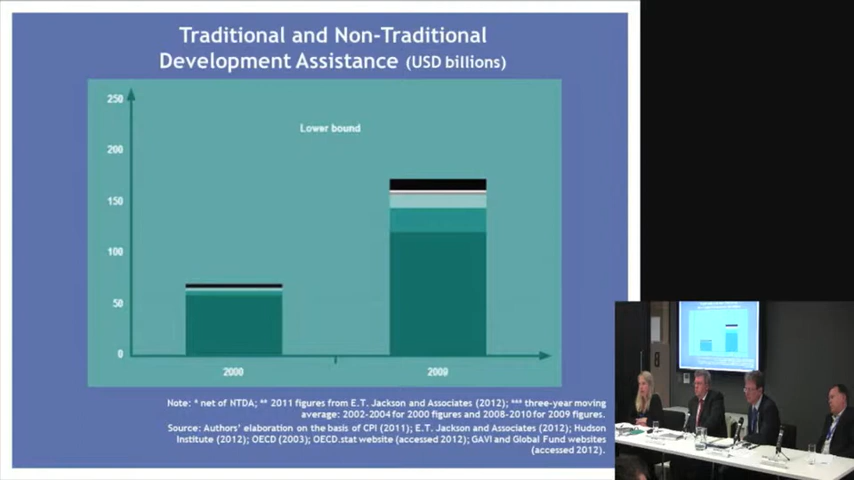 Traditional and Non-Traditional
Development Assistance (USD billions)
250
Lower bound
200
150
100
50
0
2000
2009
Note: * net of NTDA; ** 2011 figures from E.T. Jackson and Associates (2012); *** three-year moving
average: 2002-2004 for 2000 figures and 2008-2010 for 2009 figures.
Source: Authors' elaboration on the basis of CPI (2011); E.T. Jackson and Associates (2012); Hudson
Institute (2012); OECD (2003); OECD.stat website (accessed 2012); GAVI and Global Fund websites
(accessed 2012).